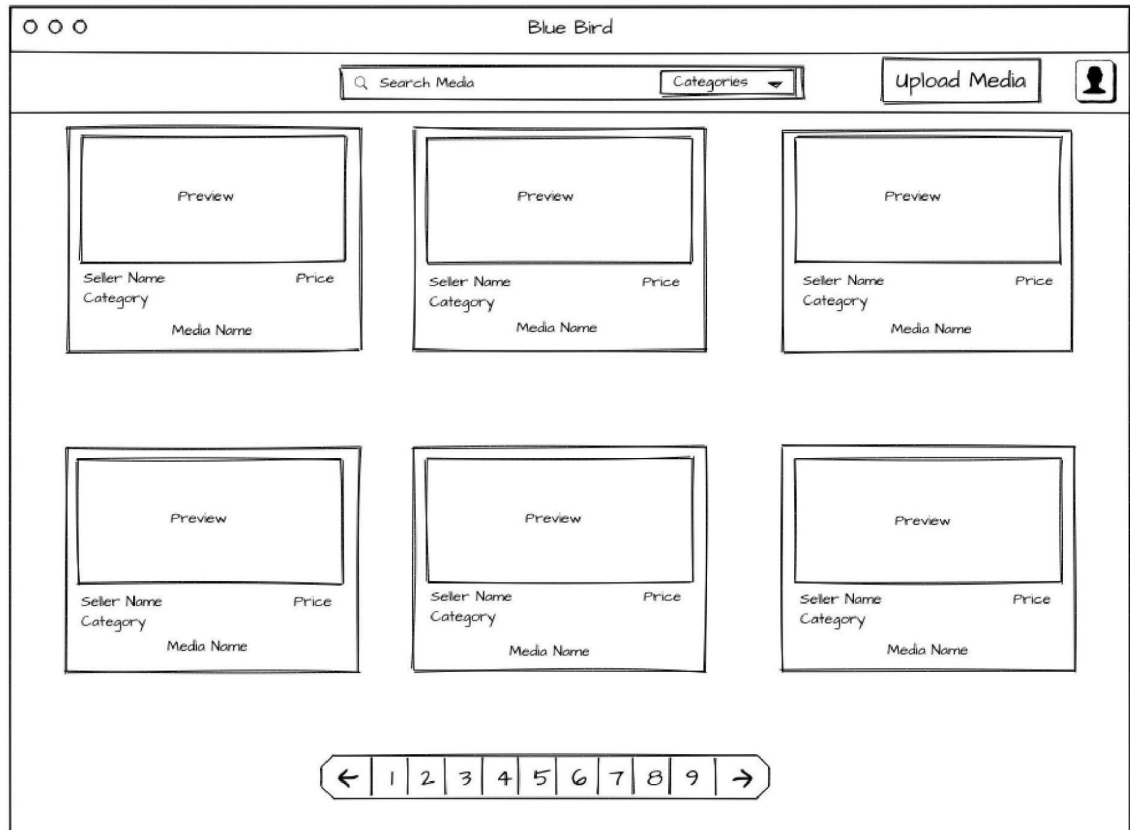 Blue Bird
Search Media Categories Upload Media
Preview Preview Preview
Seller Name Price Seller Name Price Seller Name Price
Category Category Category
Media Name Media Name Media Name
Preview Preview Preview
Seller Name Price Seller Name Price Seller Name Price
Category Category Category
Media Name Media Name Media Name
1 2 3 4 5 6 7 8 9